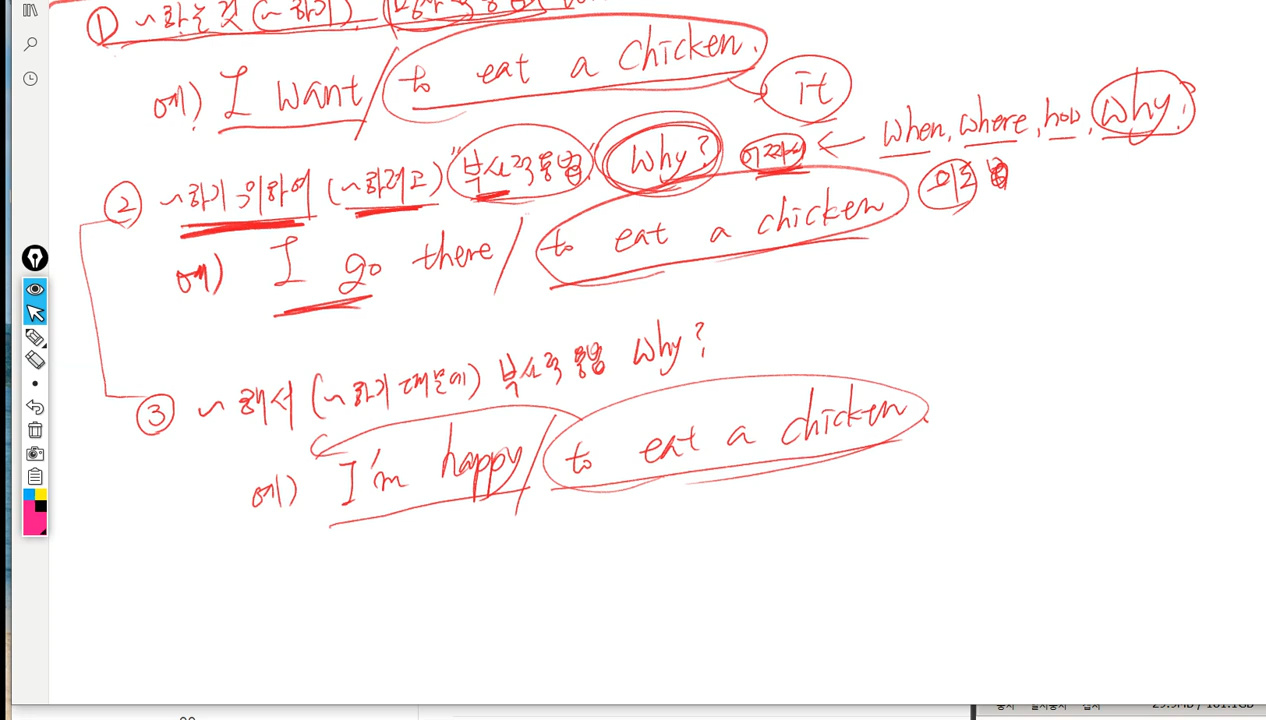 ① ~하는 것 (~하기)
예) I want / to eat a chicken.
it
② ~하기 위하여 (~하려고) "부사적용법" Why? ← when, where, how, why?
의도
예) I go there / to eat a chicken
③ ~해서 (~하기 때문에) 부사적 용법 Why?
예) I'm happy / to eat a chicken.